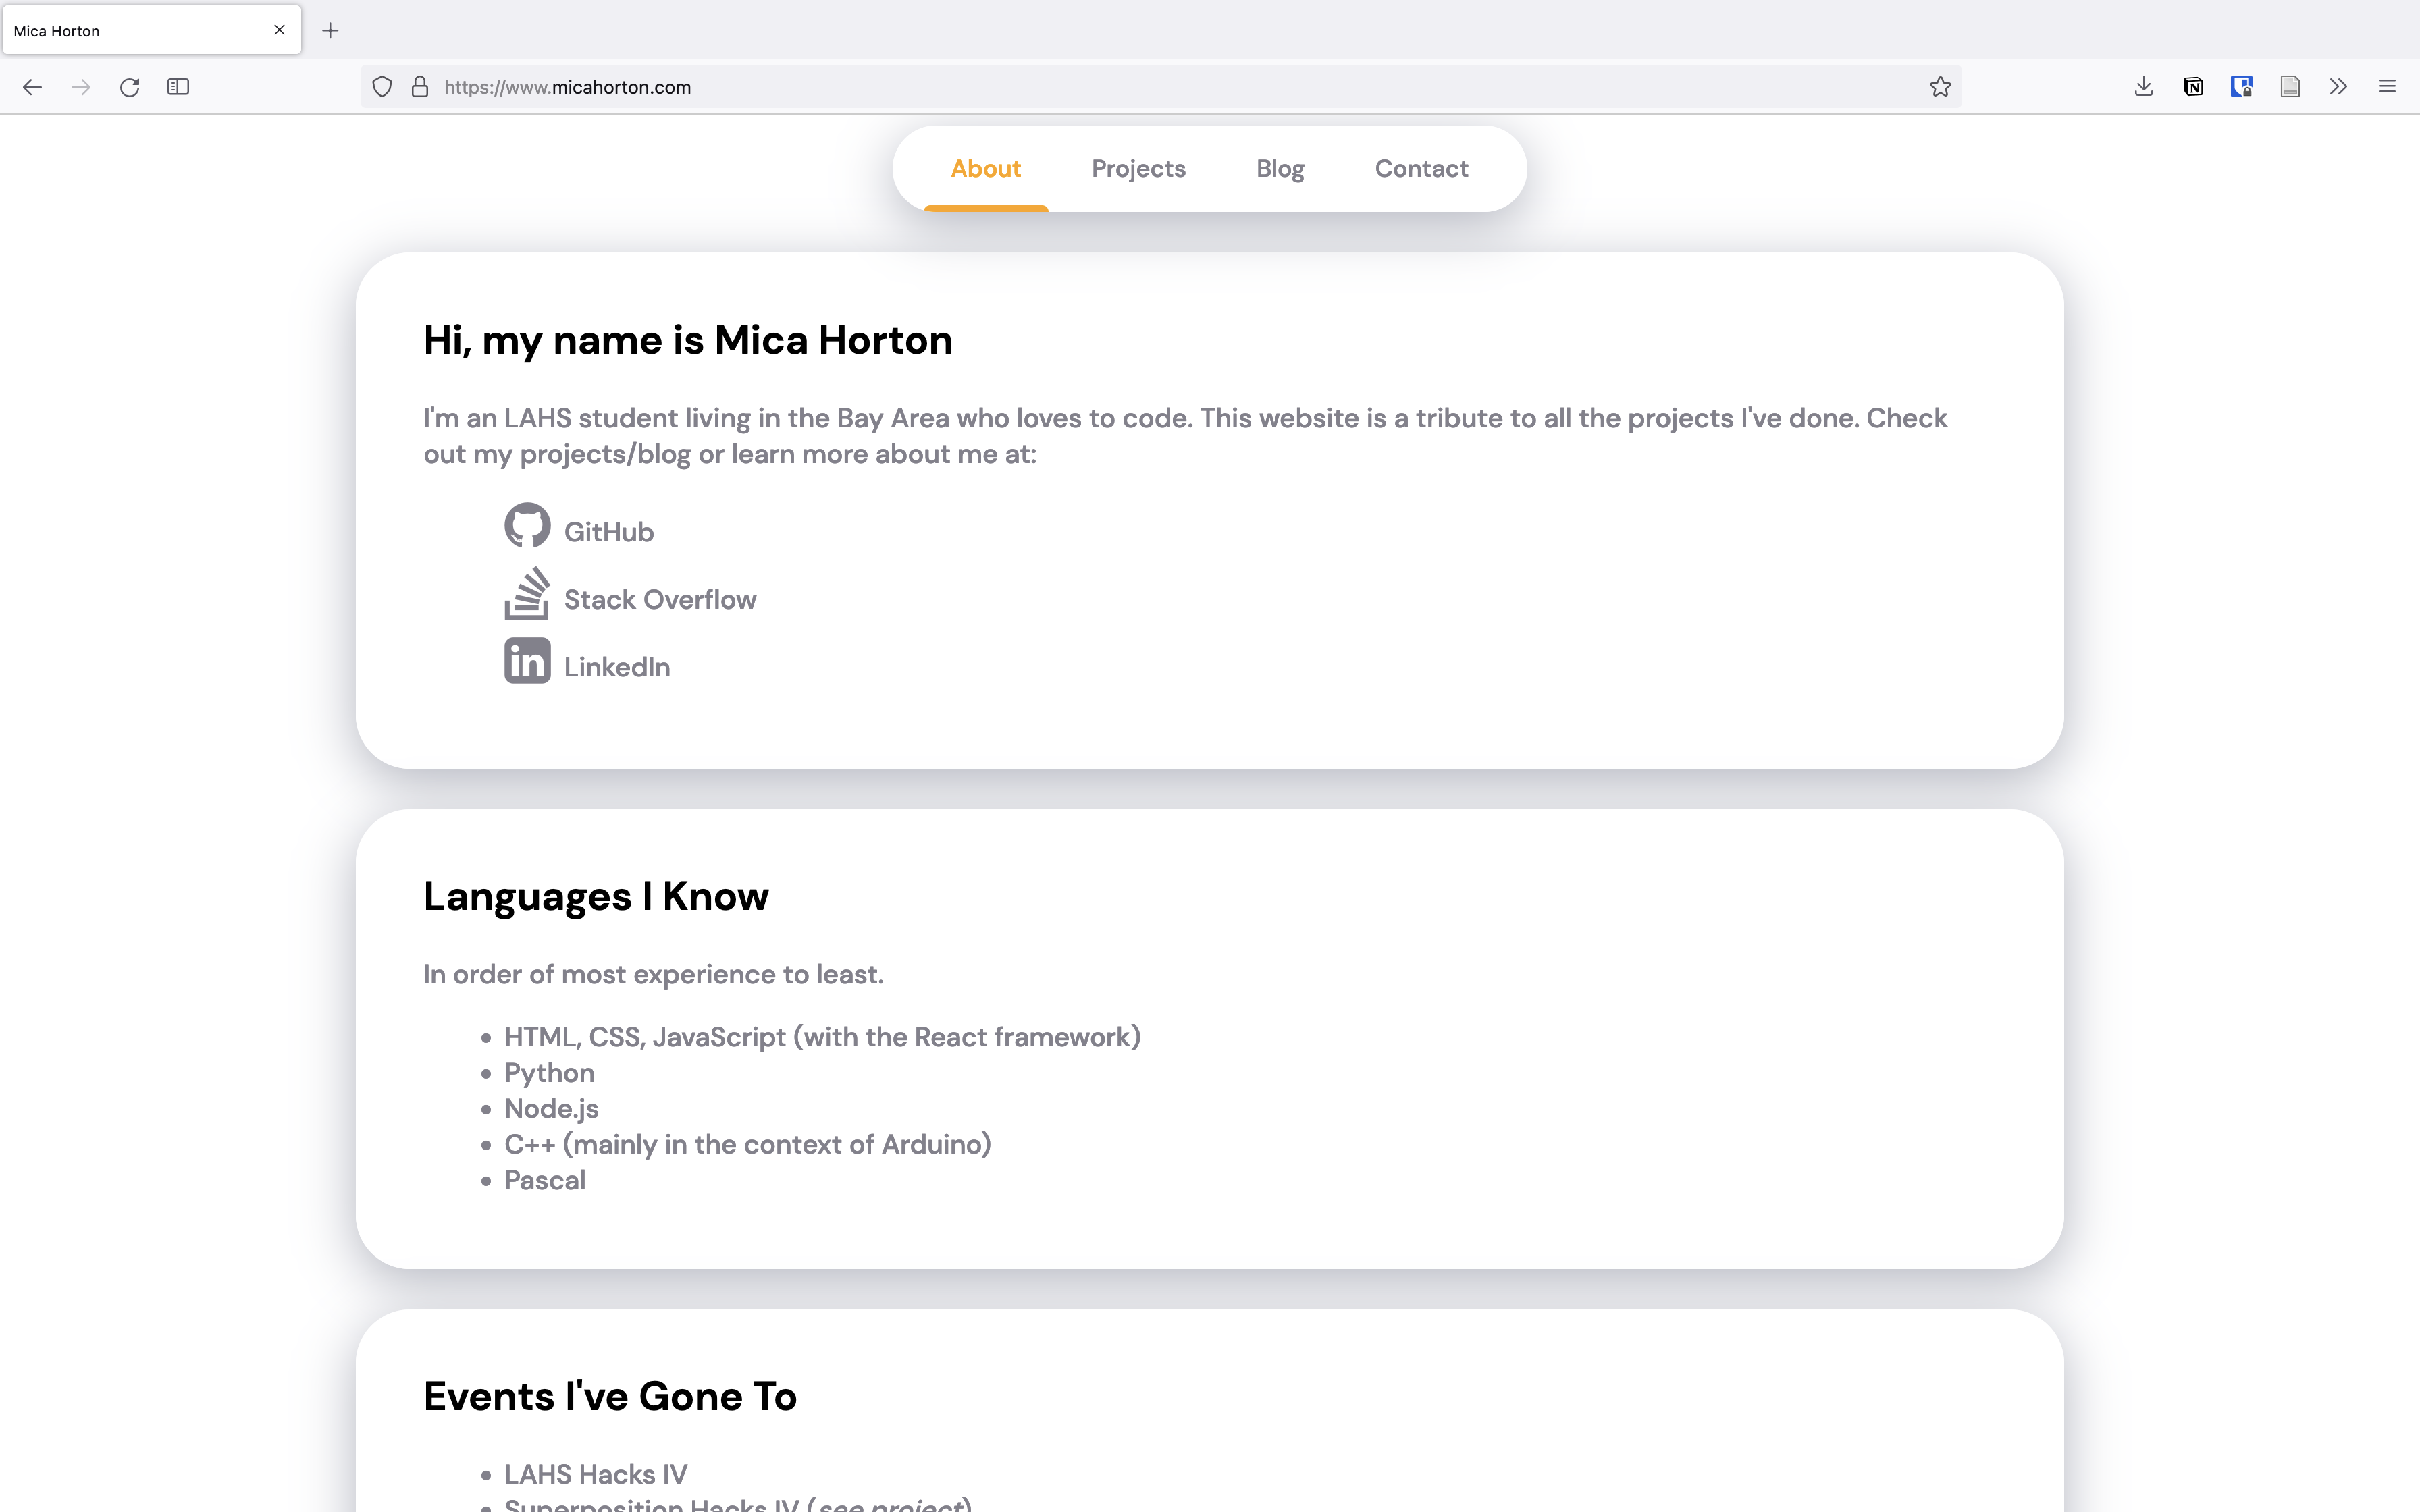 Mica Horton
https://www.micahorton.com
About Projects Blog Contact
Hi, my name is Mica Horton
I'm an LAHS student living in the Bay Area who loves to code. This website is a tribute to all the projects I've done. Check
out my projects/blog or learn more about me at:
GitHub
Stack Overflow
in LinkedIn
Languages I Know
In order of most experience to least.
• HTML, CSS, JavaScript (with the React framework)
• Python
• Node.js
• C++ (mainly in the context of Arduino)
• Pascal
Events I've Gone To
• LAHS Hacks IV
• Superposition Hacks IV (see project)